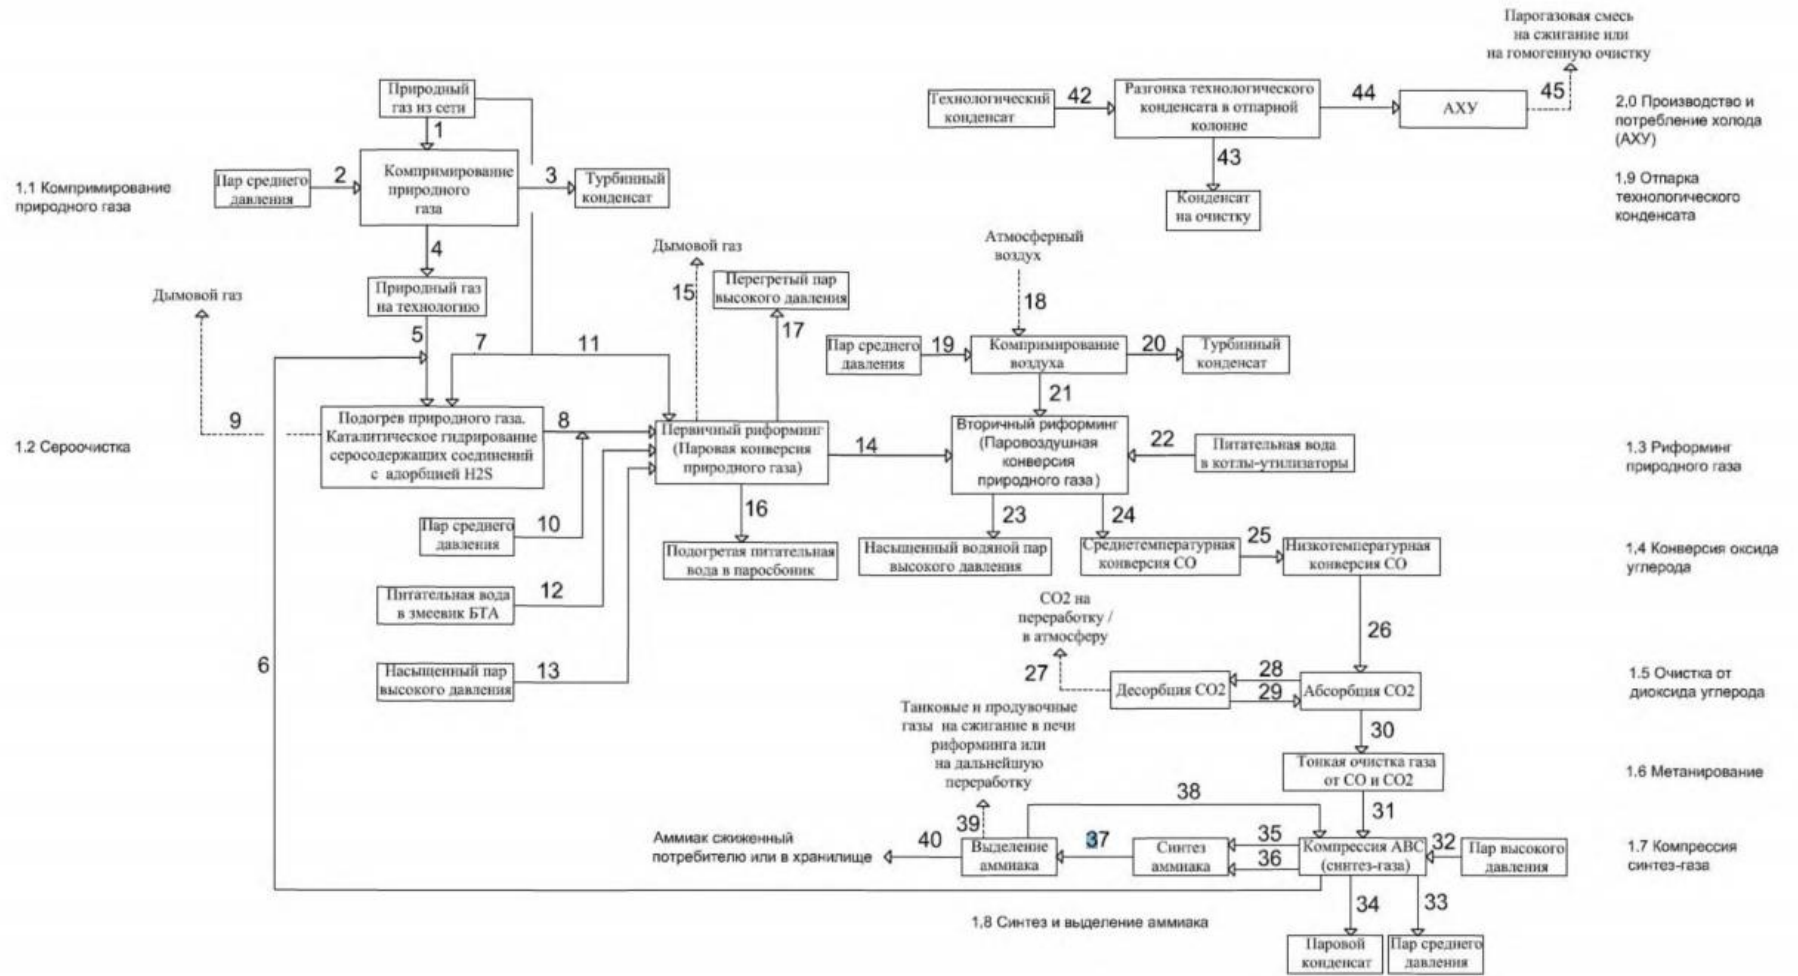 Природный
газ из сети
1
1.1 Компримирование
природного газа
Пар среднего
давления
2
Компримирование
природного
газа
3
Турбинный
конденсат
4
Природный газ
на технологию
5
Дымовой газ
9
7
11
6
1.2 Сероочистка
Подогрев природного газа.
Каталитическое гидрирование
серосодержащих соединений
с адорбцией H2S
8
Пар среднего
давления
10
Питательная вода
в змеевик БТА
12
Насыщенный пар
высокого давления
13
Дымовой газ
15
Перегретый пар
высокого давления
17
Первичный риформинг
(Паровая конверсия
природного газа)
14
16
Подогретая питательная
вода в паросбоник
Технологический
конденсат
42
Разгонка технологического
конденсата в отпарной
колонне
44
АХУ
45
Парогазовая смесь
на сжигание или
на гомогенную очистку
43
Конденсат
на очистку
2,0 Производство и
потребление холода
(АХУ)
1,9 Отпарка
технологического
конденсата
Атмосферный
воздух
18
Пар среднего
давления
19
Компримирование
воздуха
20
Турбинный
конденсат
21
Вторичный риформинг
(Паровоздушная
конверсия
природного газа)
22
Питательная вода
в котлы-утилизаторы
1.3 Риформинг
природного газа
23
24
Насыщенный водяной пар
высокого давления
Среднетемпературная
конверсия CO
25
Низкотемпературная
конверсия CO
1,4 Конверсия оксида
углерода
26
CO2 на
переработку /
в атмосферу
27
Десорбция CO2
28
29
Абсорбция CO2
1.5 Очистка от
диоксида углерода
30
Тонкая очистка газа
от CO и CO2
1.6 Метанирование
31
Танковые и продувочные
газы на сжигание в печи
риформинга или
на дальнейшую
переработку
38
39
Аммиак сжиженный
потребителю или в хранилище
40
Выделение
аммиака
37
Синтез
аммиака
35
36
Компрессия АВС
(синтез-газа)
32
Пар высокого
давления
1.7 Компрессия
синтез-газа
1,8 Синтез и выделение аммиака
34
33
Паровой
конденсат
Пар среднего
давления